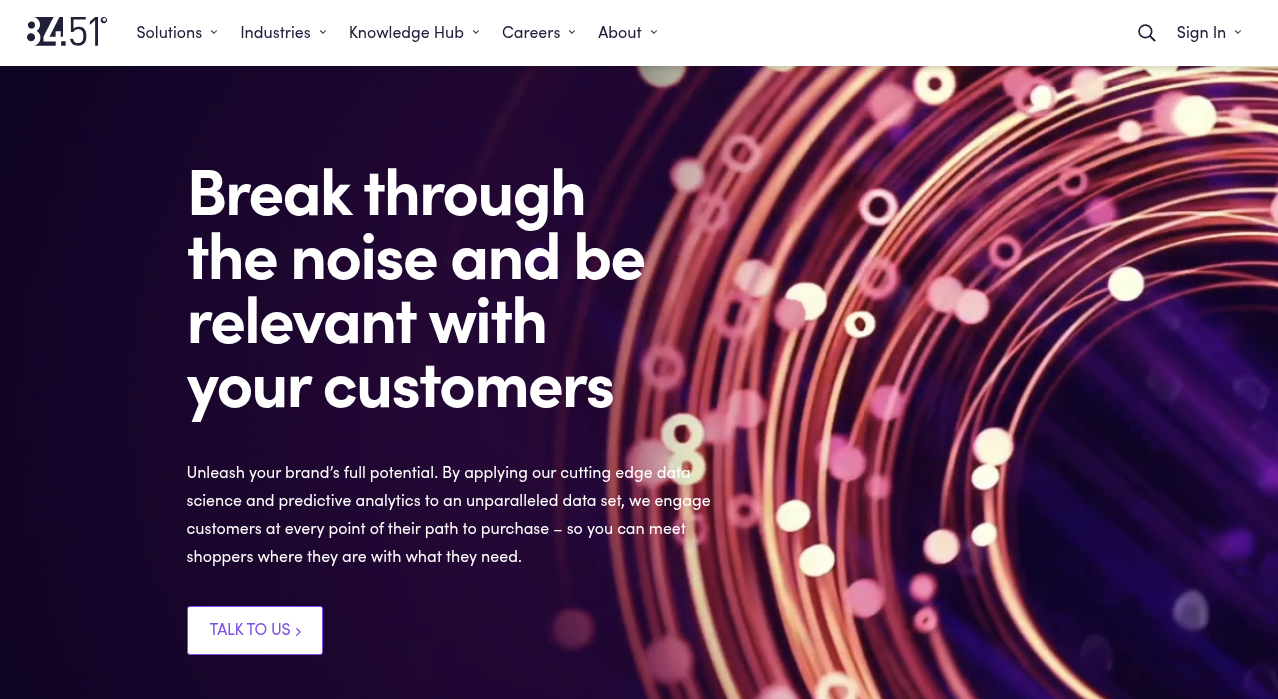 84.51°
Solutions
Industries
Knowledge Hub
Careers
About
Sign In
Break through
the noise and be
relevant with
your customers
Unleash your brand’s full potential. By applying our cutting edge data
science and predictive analytics to an unparalleled data set, we engage
customers at every point of their path to purchase – so you can meet
shoppers where they are with what they need.
TALK TO US